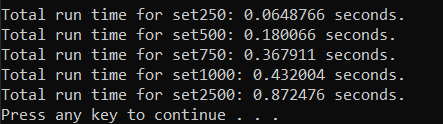 Total run time for set250: 0.0648766 seconds.
Total run time for set500: 0.180066 seconds.
Total run time for set750: 0.367911 seconds.
Total run time for set1000: 0.432004 seconds.
Total run time for set2500: 0.872476 seconds.
Press any key to continue . . .